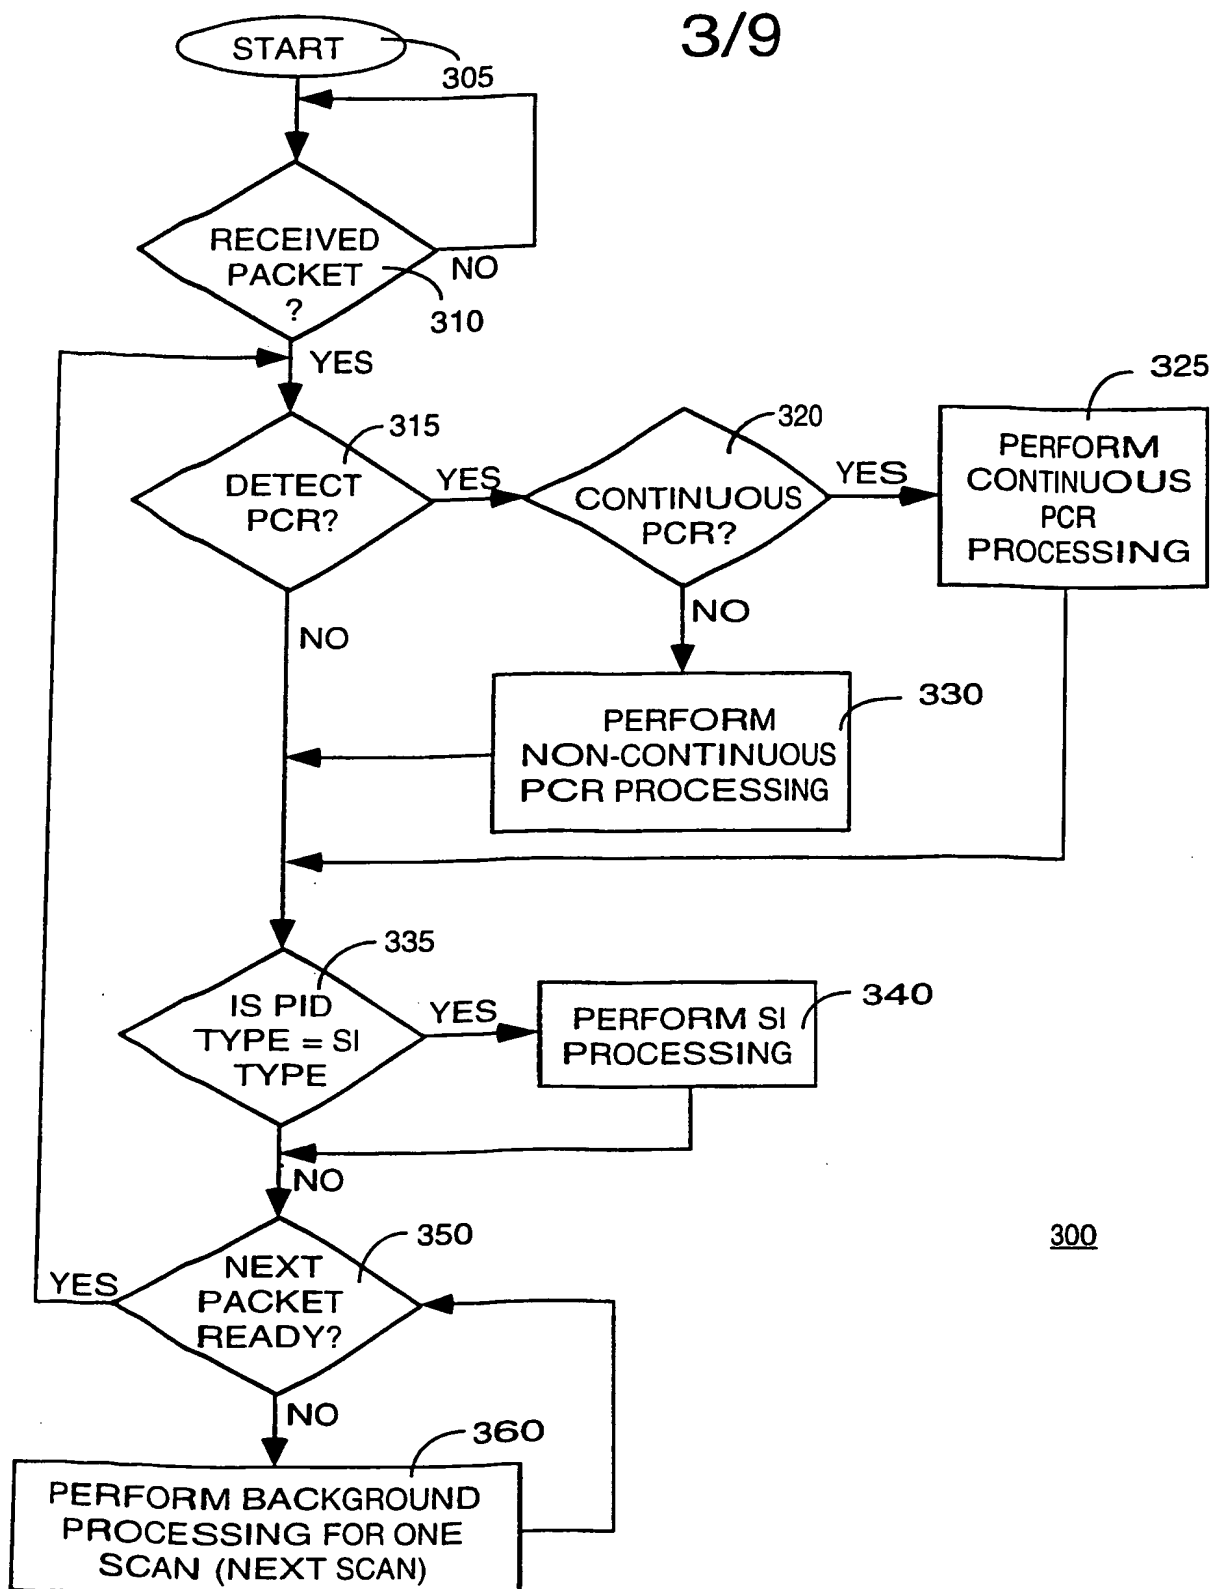 3/9
START
305
RECEIVED
PACKET
?
NO
310
YES
315
DETECT
PCR?
YES
320
CONTINUOUS
PCR?
YES
325
PERFORM
CONTINUOUS
PCR
PROCESSING
NO
NO
330
PERFORM
NON-CONTINUOUS
PCR PROCESSING
335
IS PID
TYPE = SI
TYPE
YES
340
PERFORM SI
PROCESSING
NO
350
NEXT
PACKET
READY?
YES
300
NO
360
PERFORM BACKGROUND
PROCESSING FOR ONE
SCAN (NEXT SCAN)